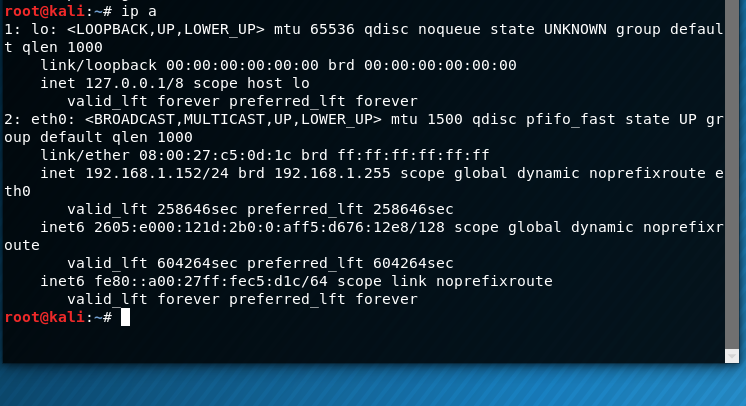 root@kali:~# ip a
1: lo: <LOOPBACK,UP,LOWER_UP> mtu 65536 qdisc noqueue state UNKNOWN group defaul
t qlen 1000
    link/loopback 00:00:00:00:00:00 brd 00:00:00:00:00:00
    inet 127.0.0.1/8 scope host lo
       valid_lft forever preferred_lft forever
2: eth0: <BROADCAST,MULTICAST,UP,LOWER_UP> mtu 1500 qdisc pfifo_fast state UP gr
oup default qlen 1000
    link/ether 08:00:27:c5:0d:1c brd ff:ff:ff:ff:ff:ff
    inet 192.168.1.152/24 brd 192.168.1.255 scope global dynamic noprefixroute e
th0
       valid_lft 258646sec preferred_lft 258646sec
    inet6 2605:e000:121d:2b0:0:aff5:d676:12e8/128 scope global dynamic noprefixr
oute
       valid_lft 604264sec preferred_lft 604264sec
    inet6 fe80::a00:27ff:fec5:d1c/64 scope link noprefixroute
       valid_lft forever preferred_lft forever
root@kali:~#